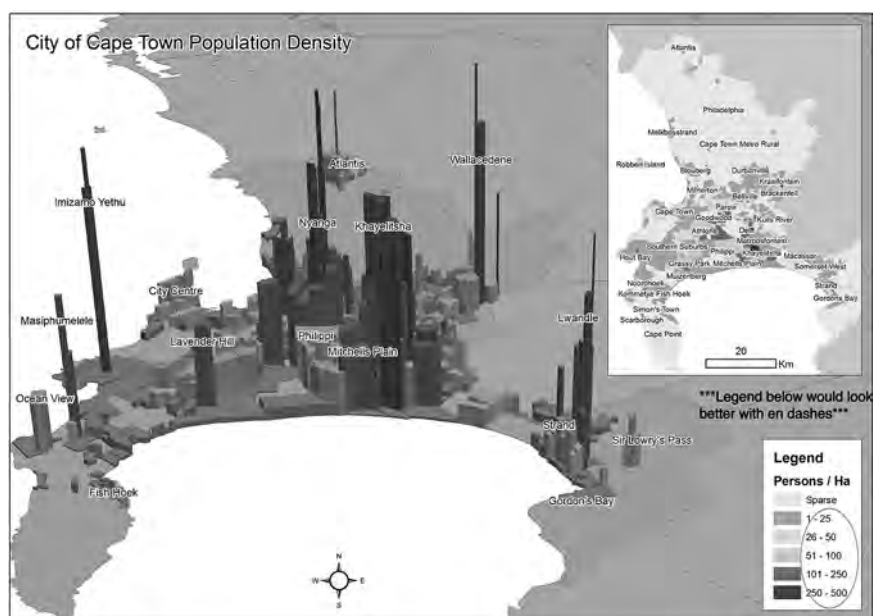 City of Cape Town Population Density
Atlantis
Wallacedene
Imizamo Yethu
Nyanga
Khayelitsha
City Centre
Masiphumelele
Lwandle
Lavender Hill
Philippi
Mitchells Plain
Ocean View
Strand
Sir Lowry's Pass
Fish Hoek
Gordon's Bay
N
W E
S
Atlantis
Philadelphia
Melkbosstrand
Cape Town Metro Rural
Robben Island
Blouberg Durbanville
Kraaifontein
Milnerton Brackenfell
Bellville
Parow
Cape Town Goodwood
Kuils River
Athlone Delft
Southern Suburbs
Hout Bay Philippi Khayelitsha Macassar
Grassy Park Mitchells Plain Somerset West
Muizenberg
Noordhoek Strand
Kommetjie Fish Hoek Gordons Bay
Simon's Town
Scarborough
Cape Point
20
Km
***Legend below would look
better with en dashes***
Legend
Persons / Ha
Sparse
1 - 25
26 - 50
51 - 100
101 - 250
250 - 500